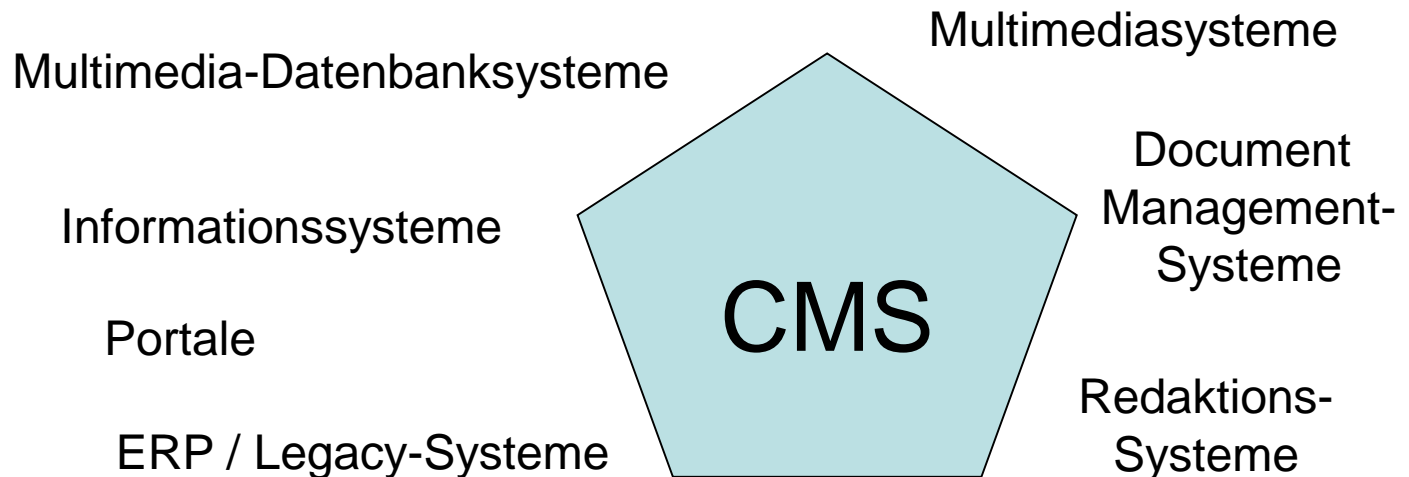 Multimediasysteme
Multimedia-Datenbanksysteme
Document
Management-
Systeme
Informationssysteme
CMS
Portale
Redaktions-
Systeme
ERP / Legacy-Systeme